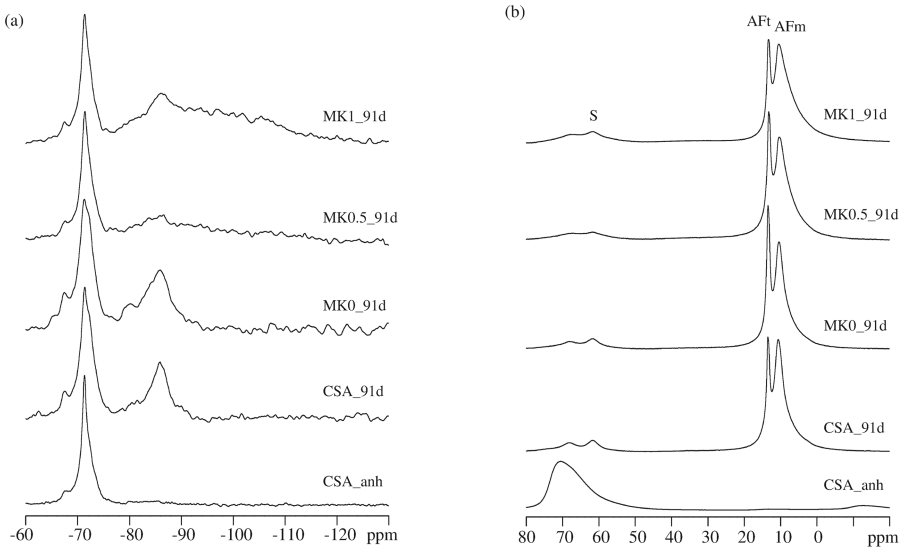 (a)
MK1_91d
MK0.5_91d
MK0_91d
CSA_91d
CSA_anh
-60 -70 -80 -90 -100 -110 -120 ppm
(b)
AFt AFm
S
MK1_91d
MK0.5_91d
MK0_91d
CSA_91d
CSA_anh
80 70 60 50 40 30 20 10 0 ppm